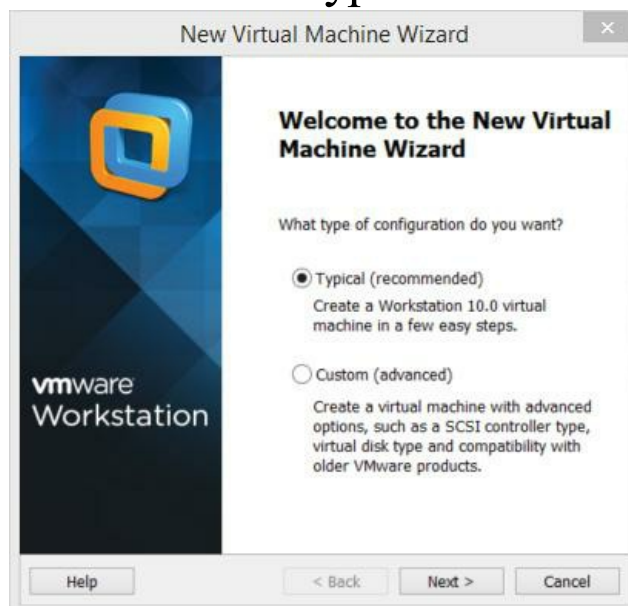 New Virtual Machine Wizard
Welcome to the New Virtual
Machine Wizard
What type of configuration do you want?
Typical (recommended)
Create a Workstation 10.0 virtual
machine in a few easy steps.
Custom (advanced)
Create a virtual machine with advanced
options, such as a SCSI controller type,
virtual disk type and compatibility with
older VMware products.
vmware
Workstation
Help
< Back
Next >
Cancel